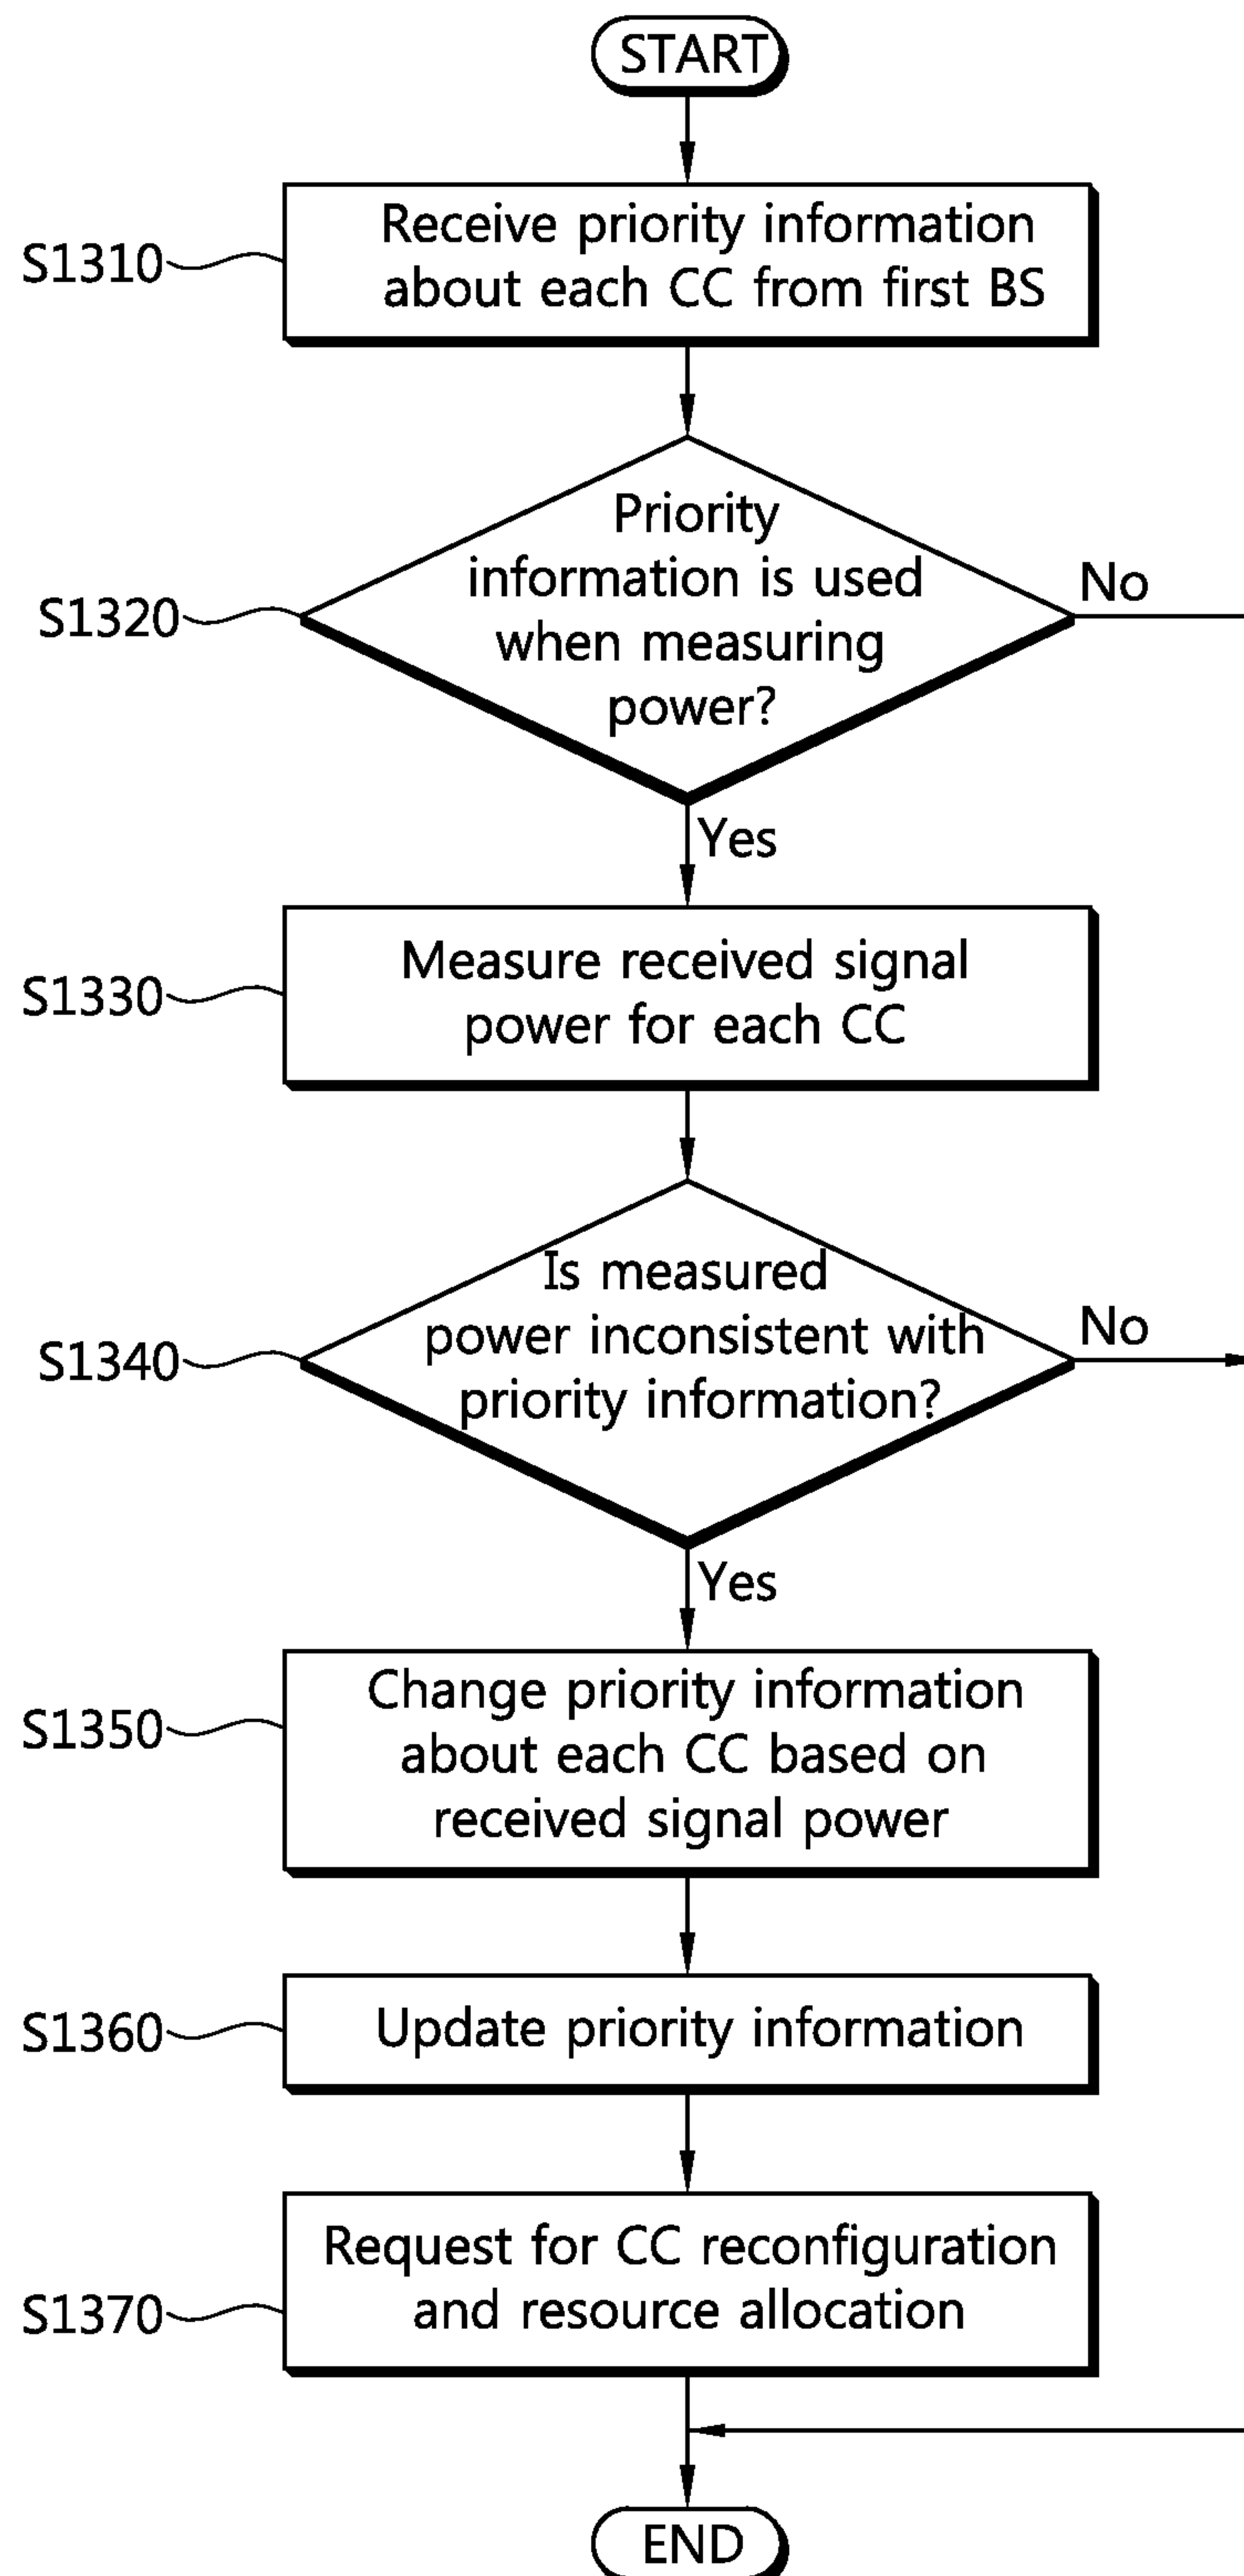 START
S1310
Receive priority information
about each CC from first BS
S1320
Priority
information is used
when measuring
power?
No
Yes
S1330
Measure received signal
power for each CC
S1340
Is measured
power inconsistent with
priority information?
No
Yes
S1350
Change priority information
about each CC based on
received signal power
S1360
Update priority information
S1370
Request for CC reconfiguration
and resource allocation
END